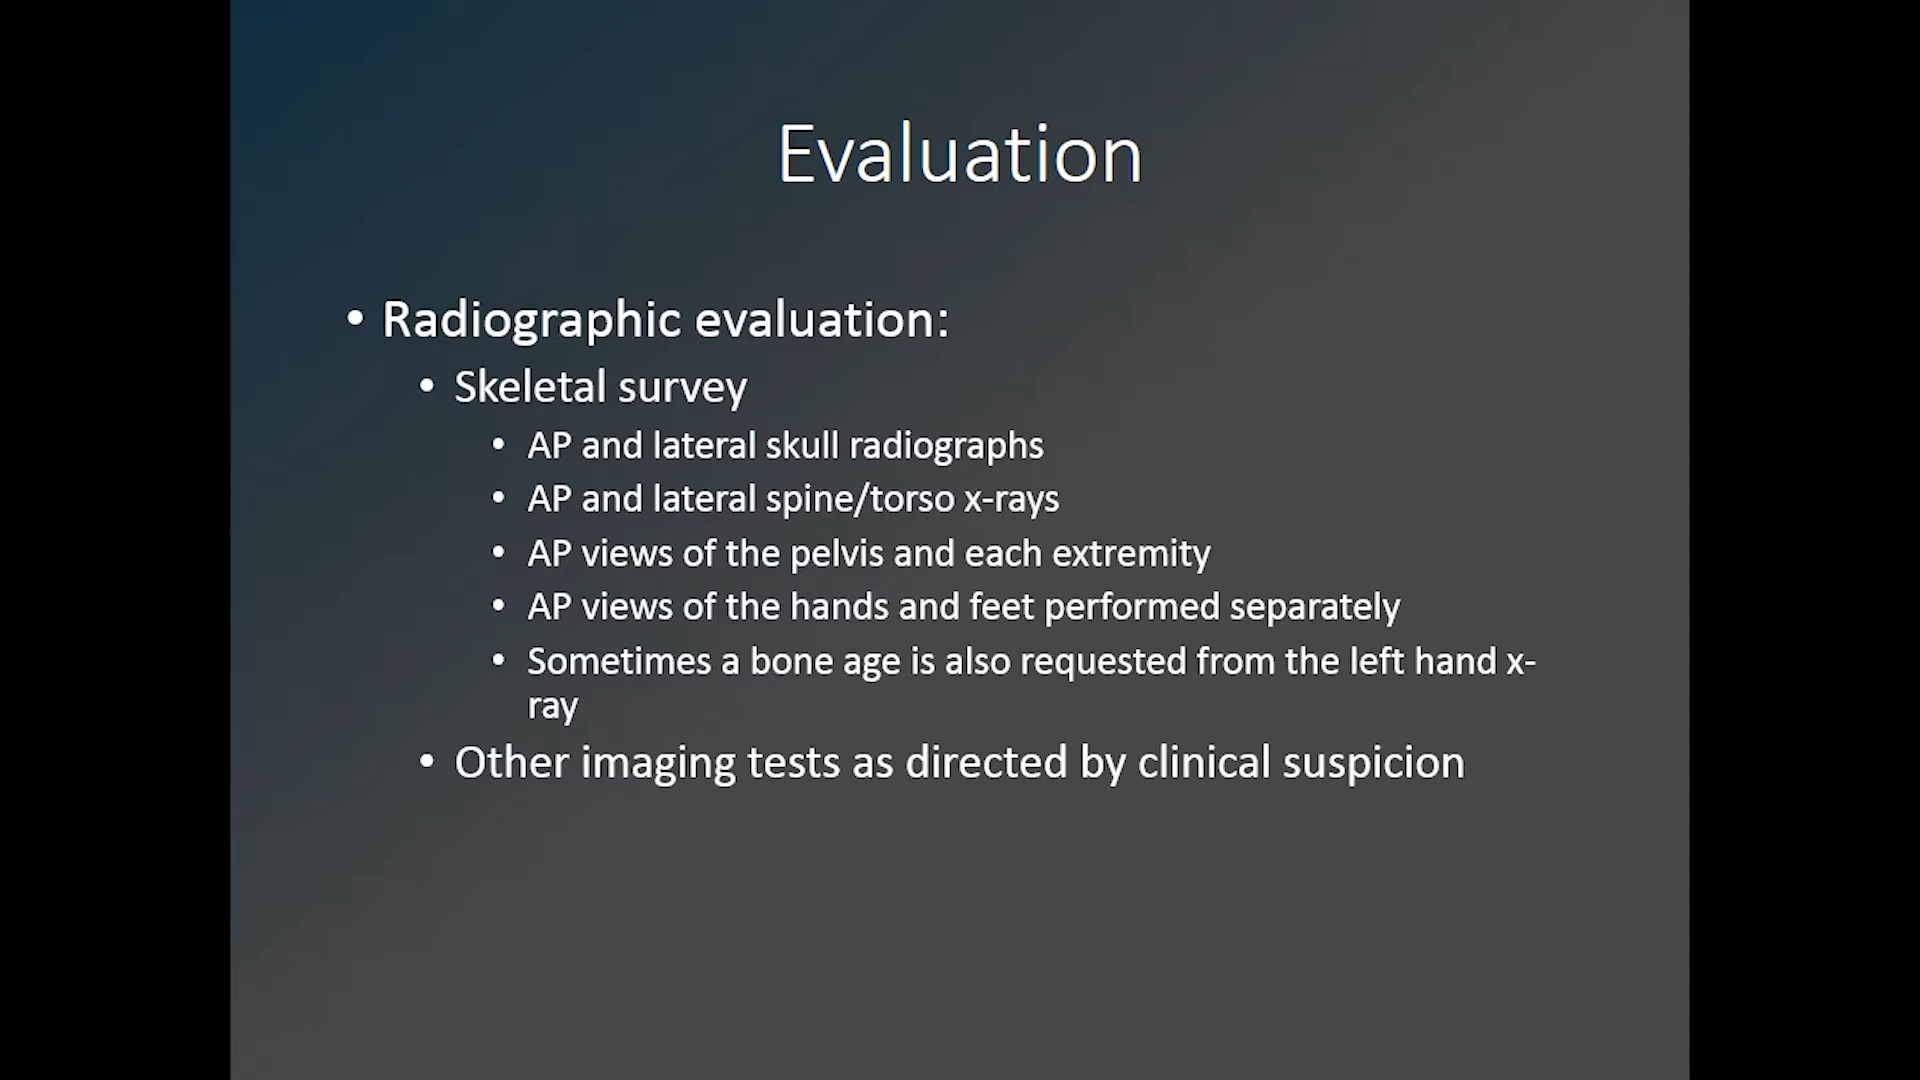 Evaluation
• Radiographic evaluation:
• Skeletal survey
• AP and lateral skull radiographs
• AP and lateral spine/torso x-rays
• AP views of the pelvis and each extremity
• AP views of the hands and feet performed separately
• Sometimes a bone age is also requested from the left hand x-
ray
• Other imaging tests as directed by clinical suspicion